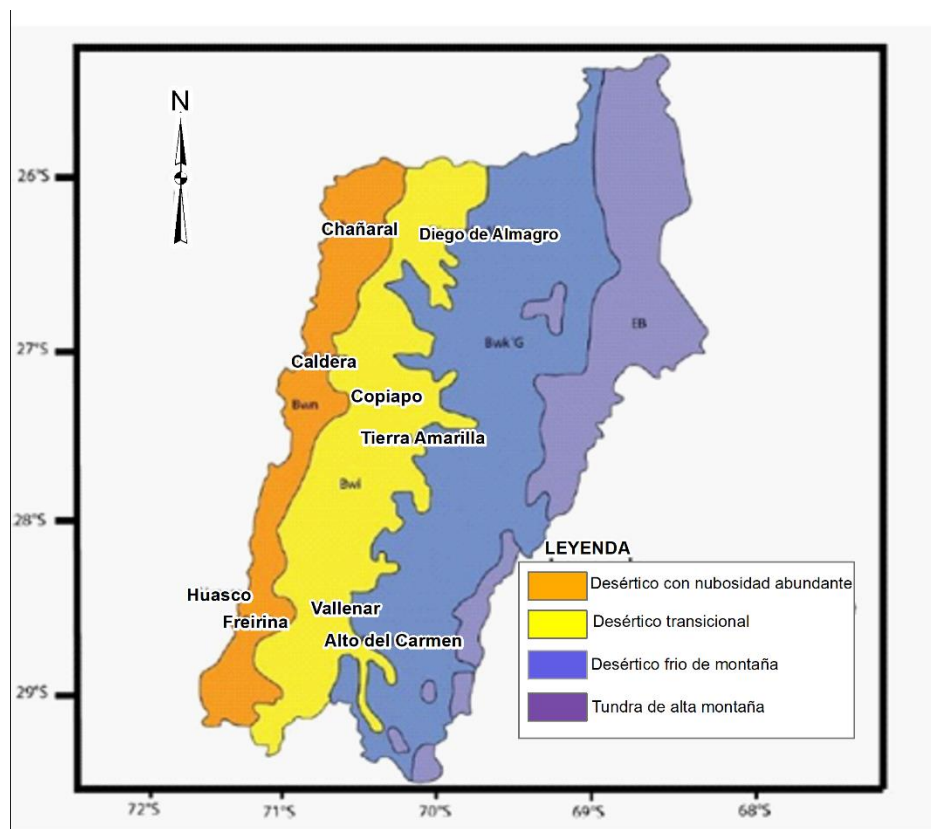 N
26°S
Chañaral
Diego de Almagro
EB
27°S
Bwk'G
Caldera
Copiapo
Bwn
Tierra Amarilla
Bwl
28°S
LEYENDA
Desértico con nubosidad abundante
Desértico transicional
Desértico frio de montaña
Tundra de alta montaña
Hüasco
Freirina
Vallenar
Alto del Carmen
29°S
72°S
71°S
70°S
69°S
68°S